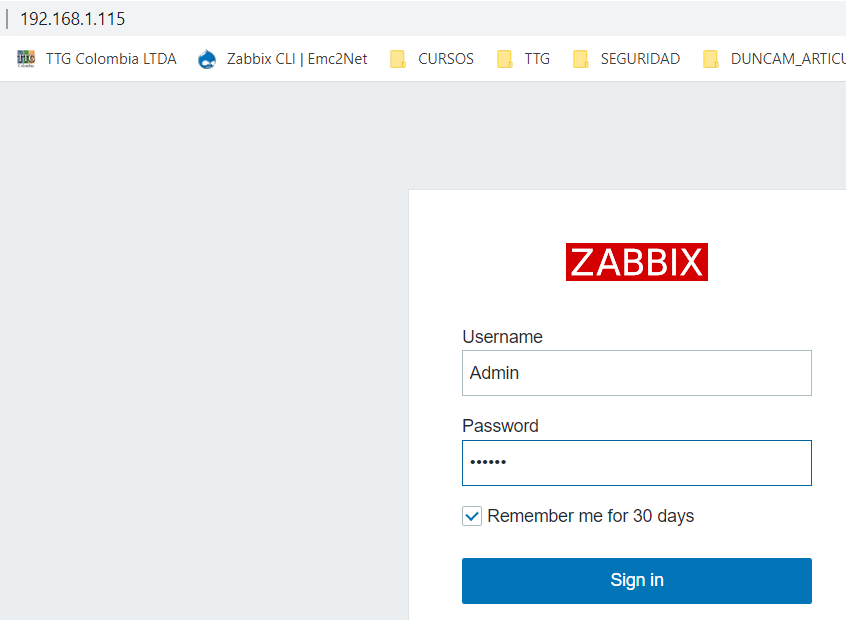 192.168.1.115
TTG Colombia LTDA Zabbix CLI | Emc2Net CURSOS TTG SEGURIDAD DUNCAM_ARTICU
ZABBIX
Username
Admin
Password
••••••
Remember me for 30 days
Sign in